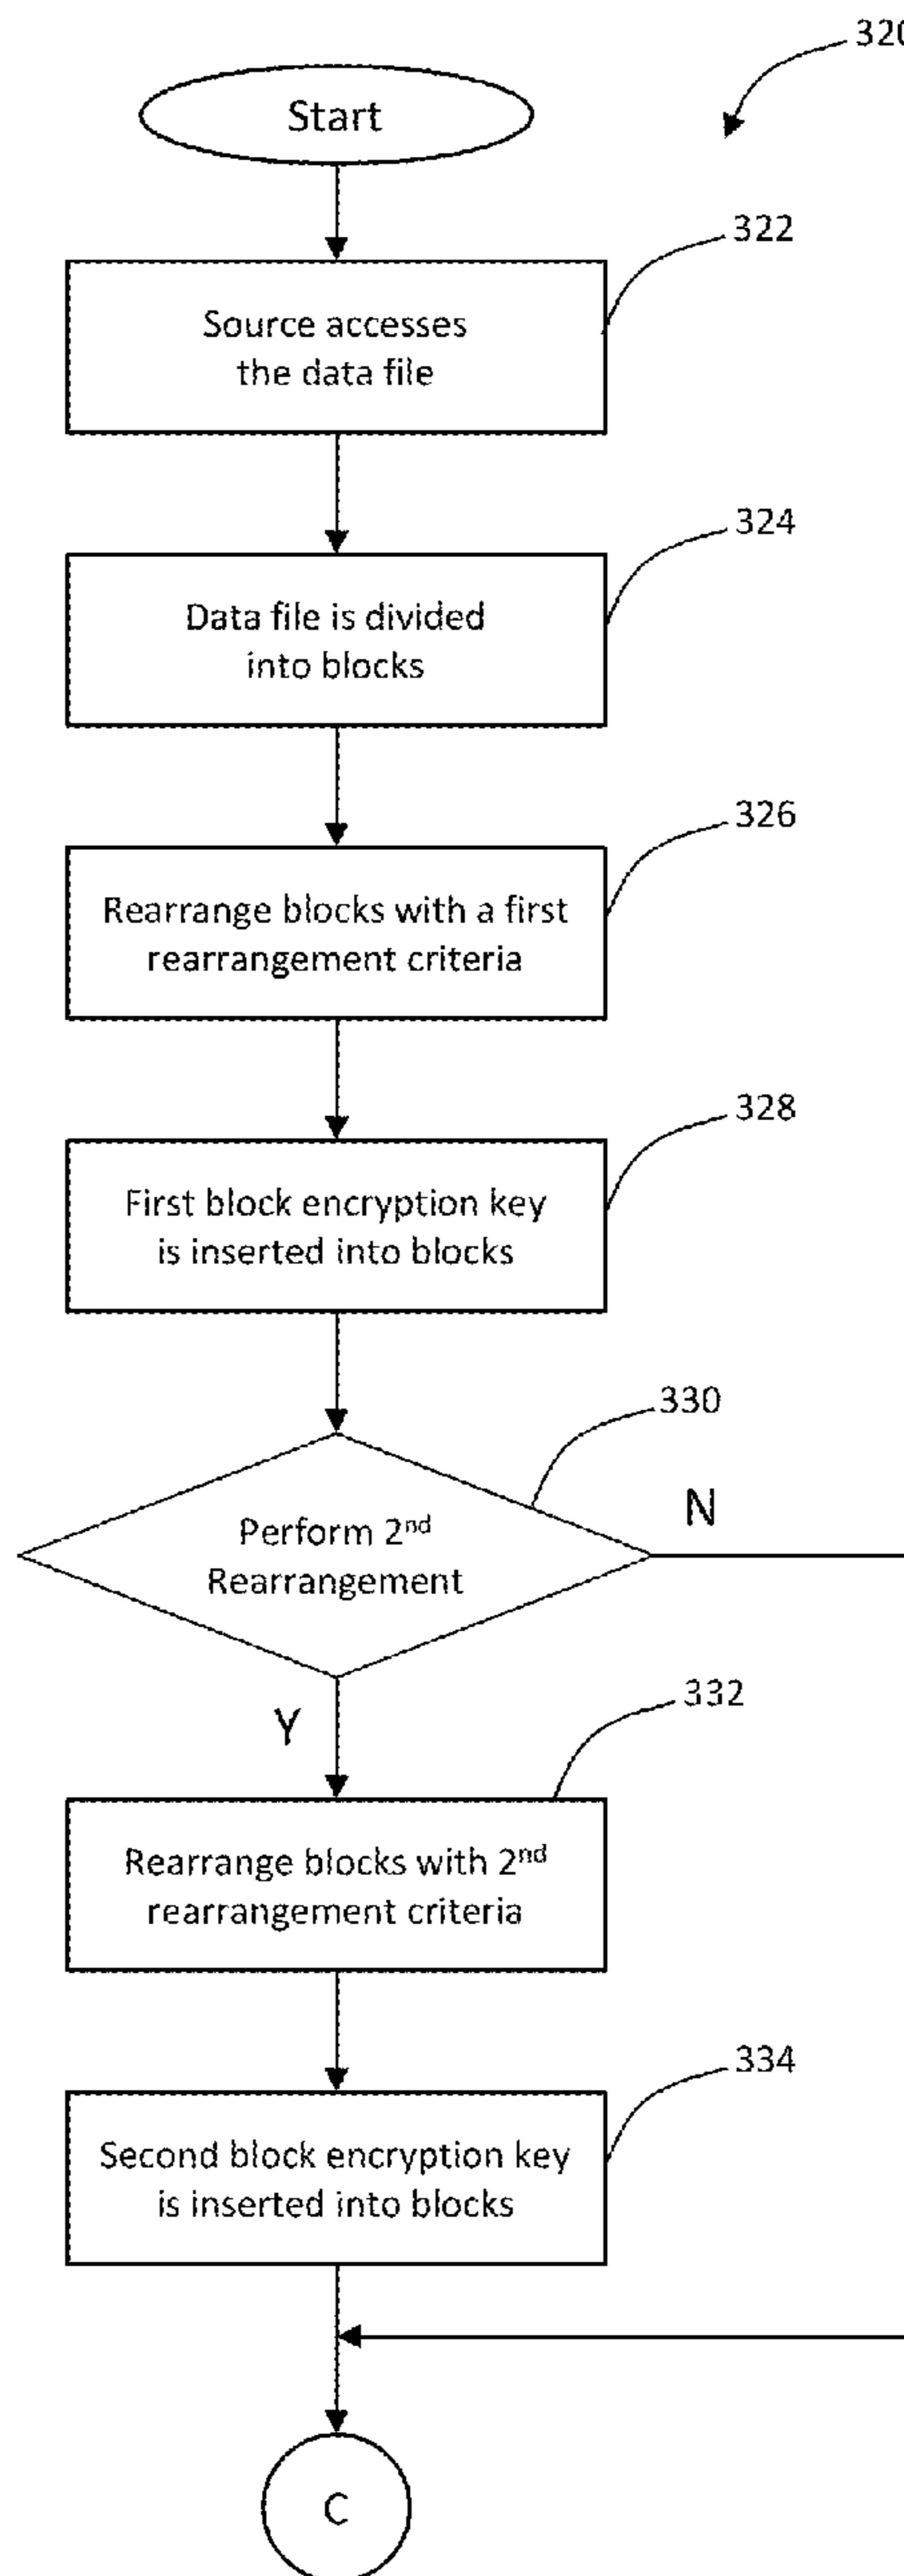 320
Start
322
Source accesses
the data file
324
Data file is divided
into blocks
326
Rearrange blocks with a first
rearrangement criteria
328
First block encryption key
is inserted into blocks
330
Perform 2nd
Rearrangement
N
Y
332
Rearrange blocks with 2nd
rearrangement criteria
334
Second block encryption key
is inserted into blocks
C